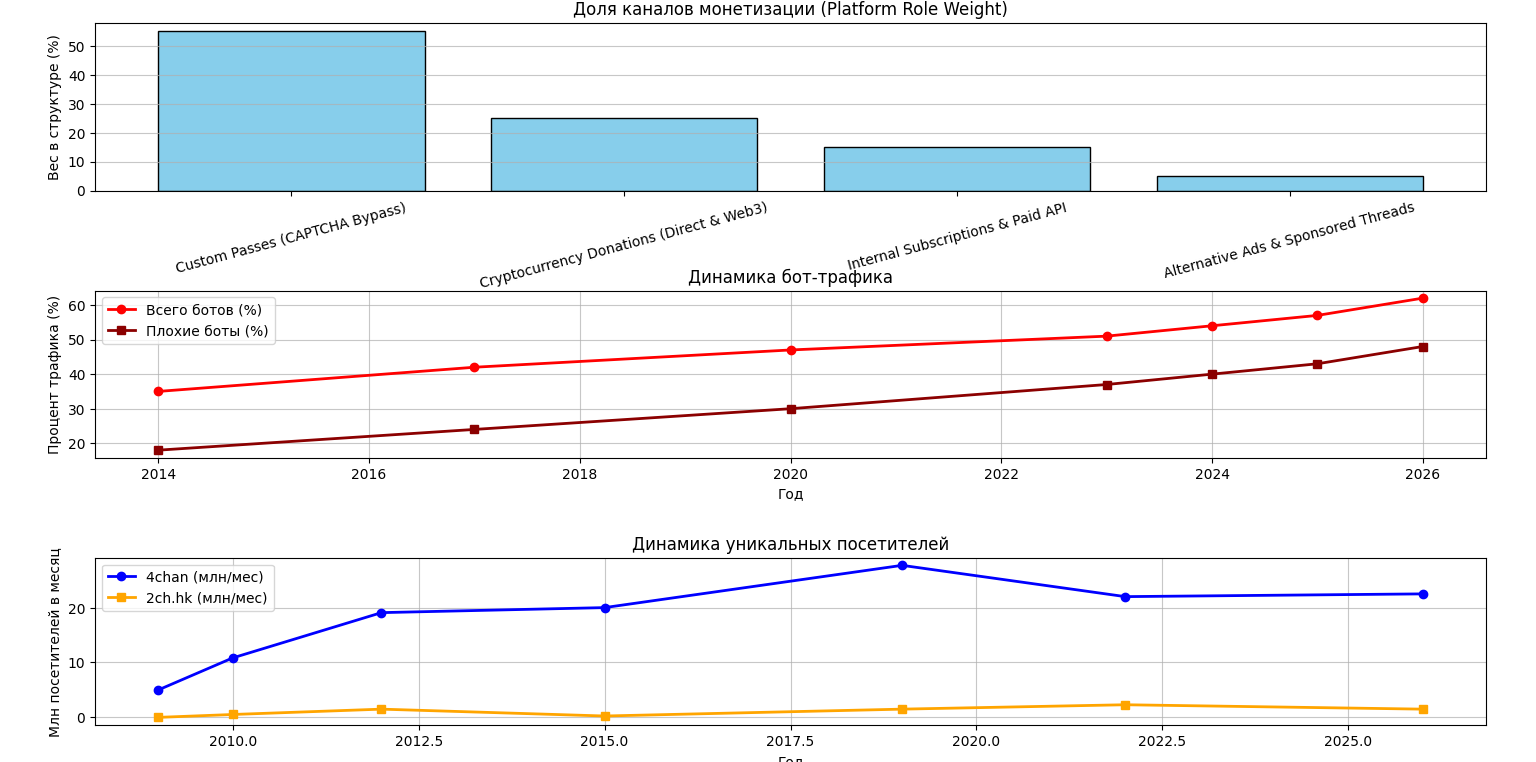 Доля каналов монетизации (Platform Role Weight)
Вес в структуре (%)
50
40
30
20
10
0
Custom Passes (CAPTCHA Bypass)
Cryptocurrency Donations (Direct & Web3)
Internal Subscriptions & Paid API
Alternative Ads & Sponsored Threads
Динамика бот-трафика
Процент трафика (%)
60
50
40
30
20
Всего ботов (%)
Плохие боты (%)
2014
2016
2018
2020
2022
2024
2026
Год
Динамика уникальных посетителей
Млн посетителей в месяц
20
10
0
4chan (млн/мес)
2ch.hk (млн/мес)
2010.0
2012.5
2015.0
2017.5
2020.0
2022.5
2025.0
Год